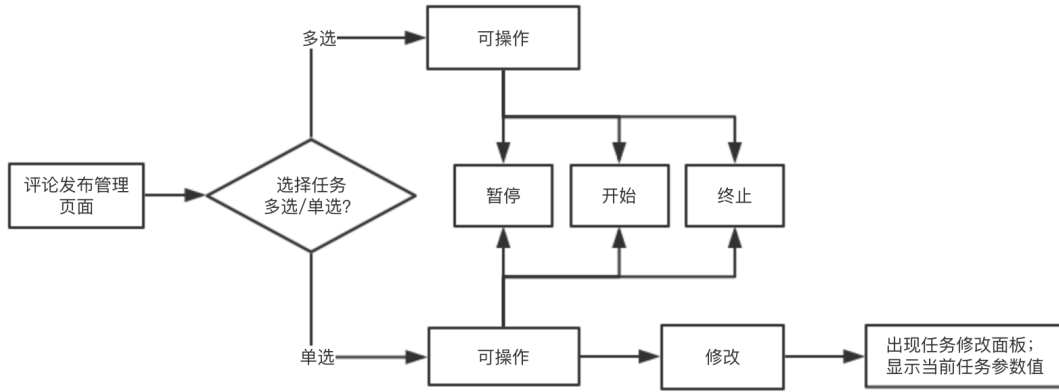 多选
可操作
评论发布管理
页面
选择任务
多选/单选?
暂停
开始
终止
单选
可操作
修改
出现任务修改面板；
显示当前任务参数值